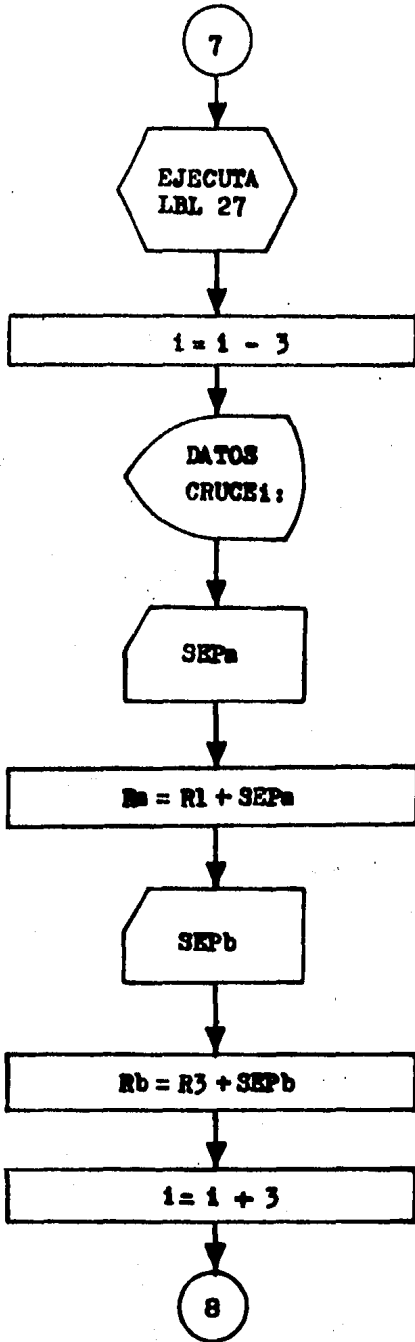 7
EJECUTA
LBL 27
i = i - 3
DATOS
CRUCEi:
SEPa
Ra = R1 + SEPa
SEPb
Rb = R3 + SEPb
i = i + 3
8